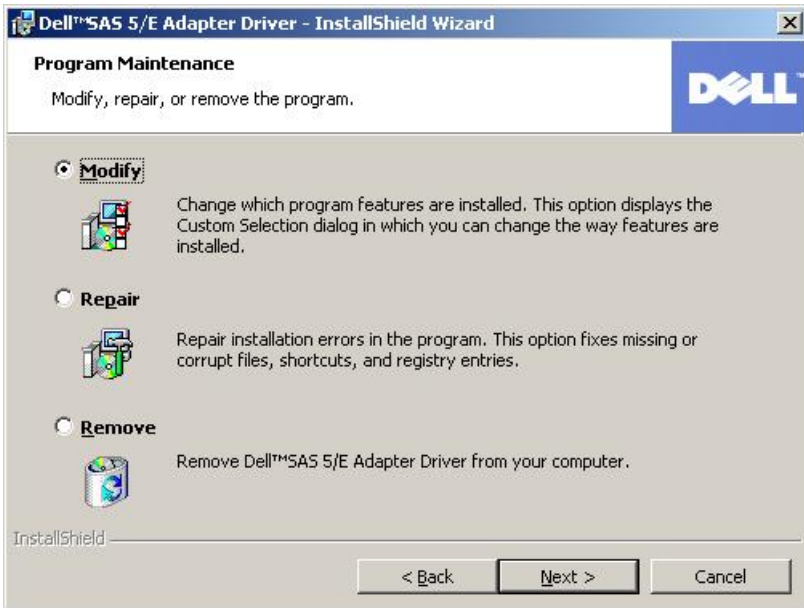 Dell™SAS 5/E Adapter Driver - InstallShield Wizard
Program Maintenance
Modify, repair, or remove the program.
DELL™
Modify
Change which program features are installed. This option displays the
Custom Selection dialog in which you can change the way features are
installed.
Repair
Repair installation errors in the program. This option fixes missing or
corrupt files, shortcuts, and registry entries.
Remove
Remove Dell™SAS 5/E Adapter Driver from your computer.
InstallShield
< Back
Next >
Cancel